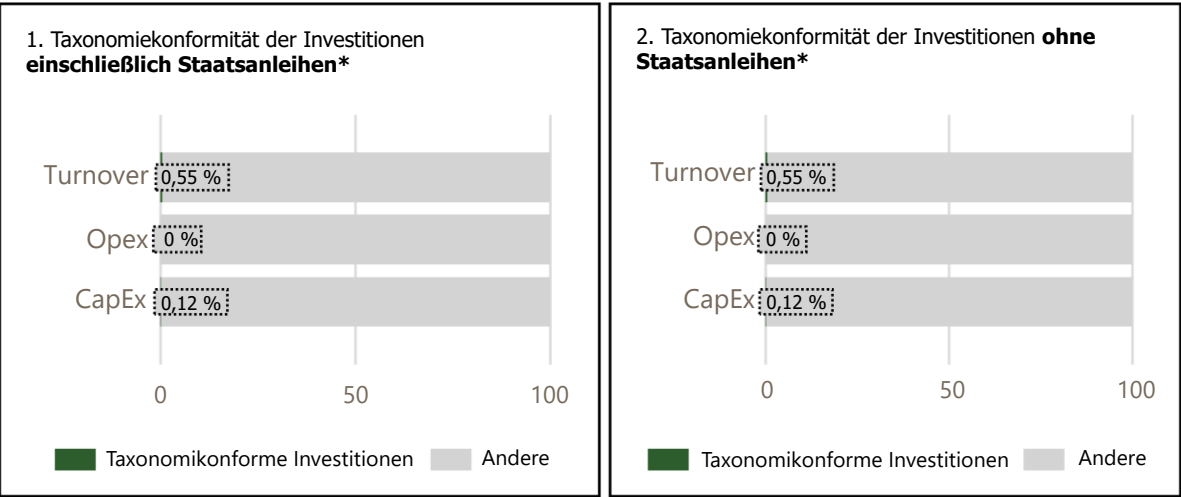 1. Taxonomiekonformität der Investitionen
einschließlich Staatsanleihen*
Turnover 0,55 %
Opex 0 %
CapEx 0,12 %
0 50 100
Taxonomikonforme Investitionen Andere
2. Taxonomiekonformität der Investitionen ohne
Staatsanleihen*
Turnover 0,55 %
Opex 0 %
CapEx 0,12 %
0 50 100
Taxonomikonforme Investitionen Andere